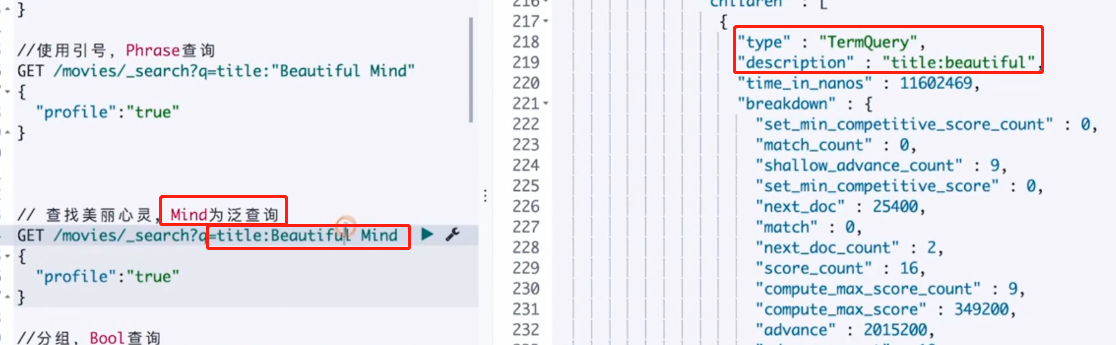 }
//使用引号，Phrase查询
GET /movies/_search?q=title:"Beautiful Mind"
{
"profile":"true"
}
// 查找美丽心灵，Mind为泛查询
GET /movies/_search?q=title:Beautiful Mind
{
"profile":"true"
}
//分组，Bool查询
216
children" : [
217 {
218 "type" : "TermQuery",
219 "description" : "title:beautiful",
220 "time_in_nanos" : 11602469,
221 "breakdown" : {
222 "set_min_competitive_score_count" : 0,
223 "match_count" : 0,
224 "shallow_advance_count" : 9,
225 "set_min_competitive_score" : 0,
226 "next_doc" : 25400,
227 "match" : 0,
228 "next_doc_count" : 2,
229 "score_count" : 16,
230 "compute_max_score_count" : 9,
231 "compute_max_score" : 349200,
232 "advance" : 2015200,